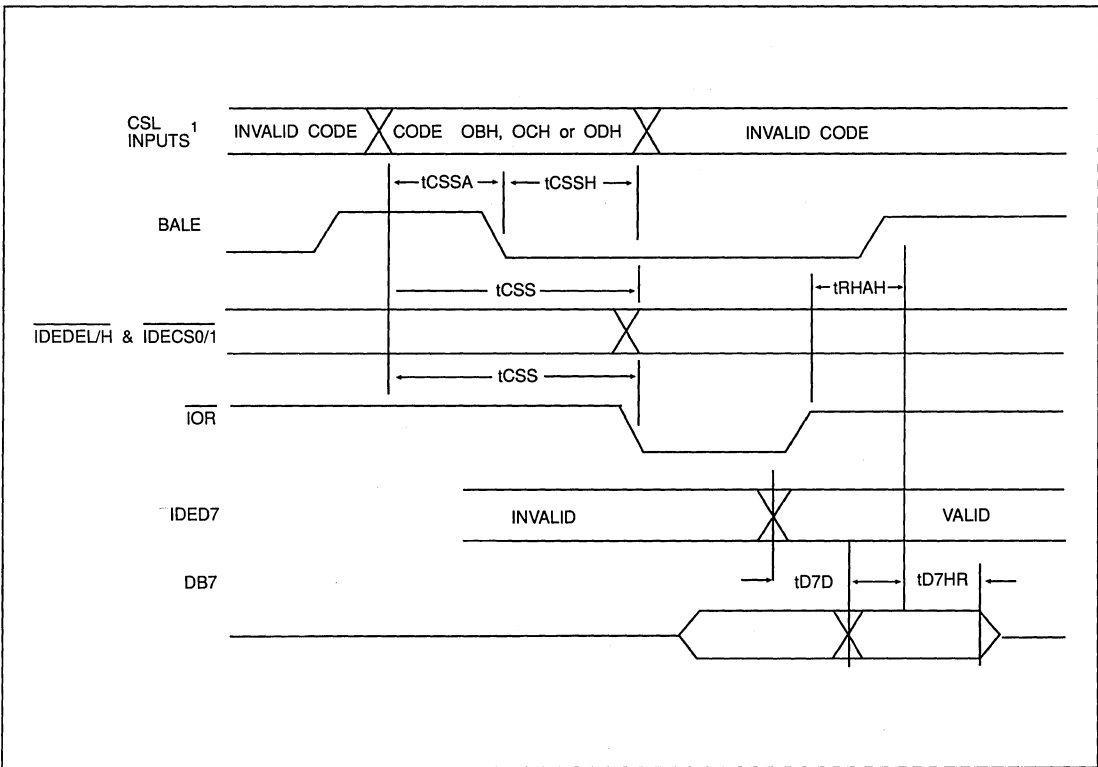 CSL
INPUTS¹
INVALID CODE
CODE OBH, OCH or ODH
INVALID CODE
tCSSA
tCSSH
BALE
tCSS
tRHAH
IDEDEL/H & IDECS0/1
tCSS
IOR
IDED7
INVALID
VALID
DB7
tD7D
tD7HR